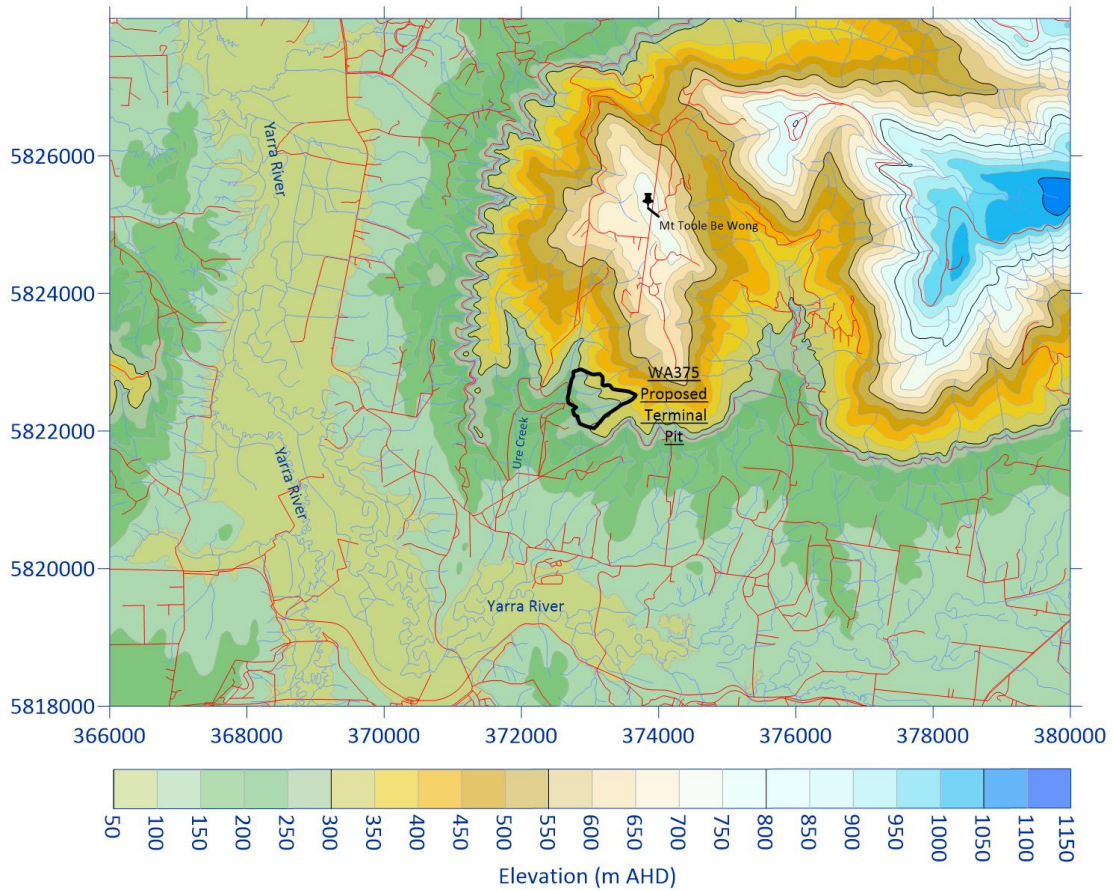 Yarra River
5826000
Mt Toole Be Wong
5824000
WA375
Proposed
Terminal
Pit
5822000
Ure Creek
Yarra River
5820000
Yarra River
5818000
366000 368000 370000 372000 374000 376000 378000 380000
50 100 150 200 250 300 350 400 450 500 550 600 650 700 750 800 850 900 950 1000 1050 1100 1150
Elevation (m AHD)